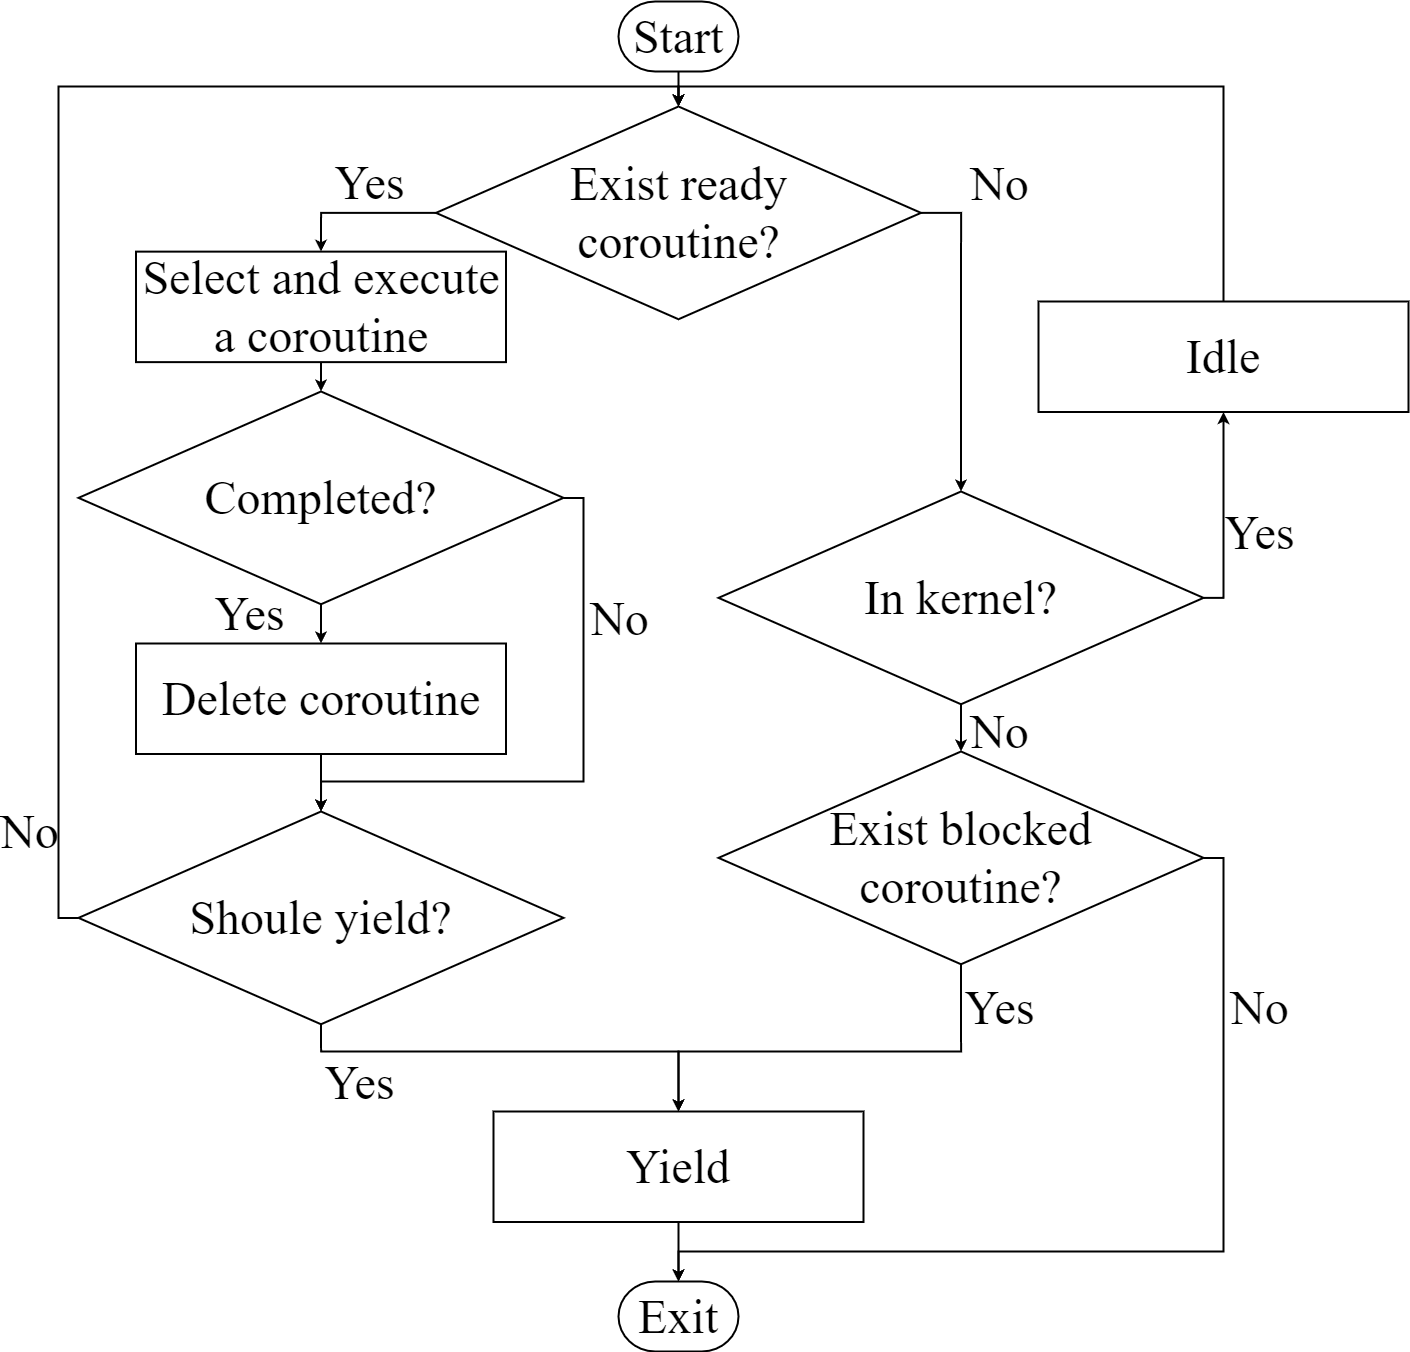 Start
Yes
Exist ready
coroutine?
No
Select and execute
a coroutine
Idle
Completed?
Yes
In kernel?
Yes
No
Delete coroutine
No
No
Exist blocked
coroutine?
Shoule yield?
Yes
No
Yes
Yield
Exit